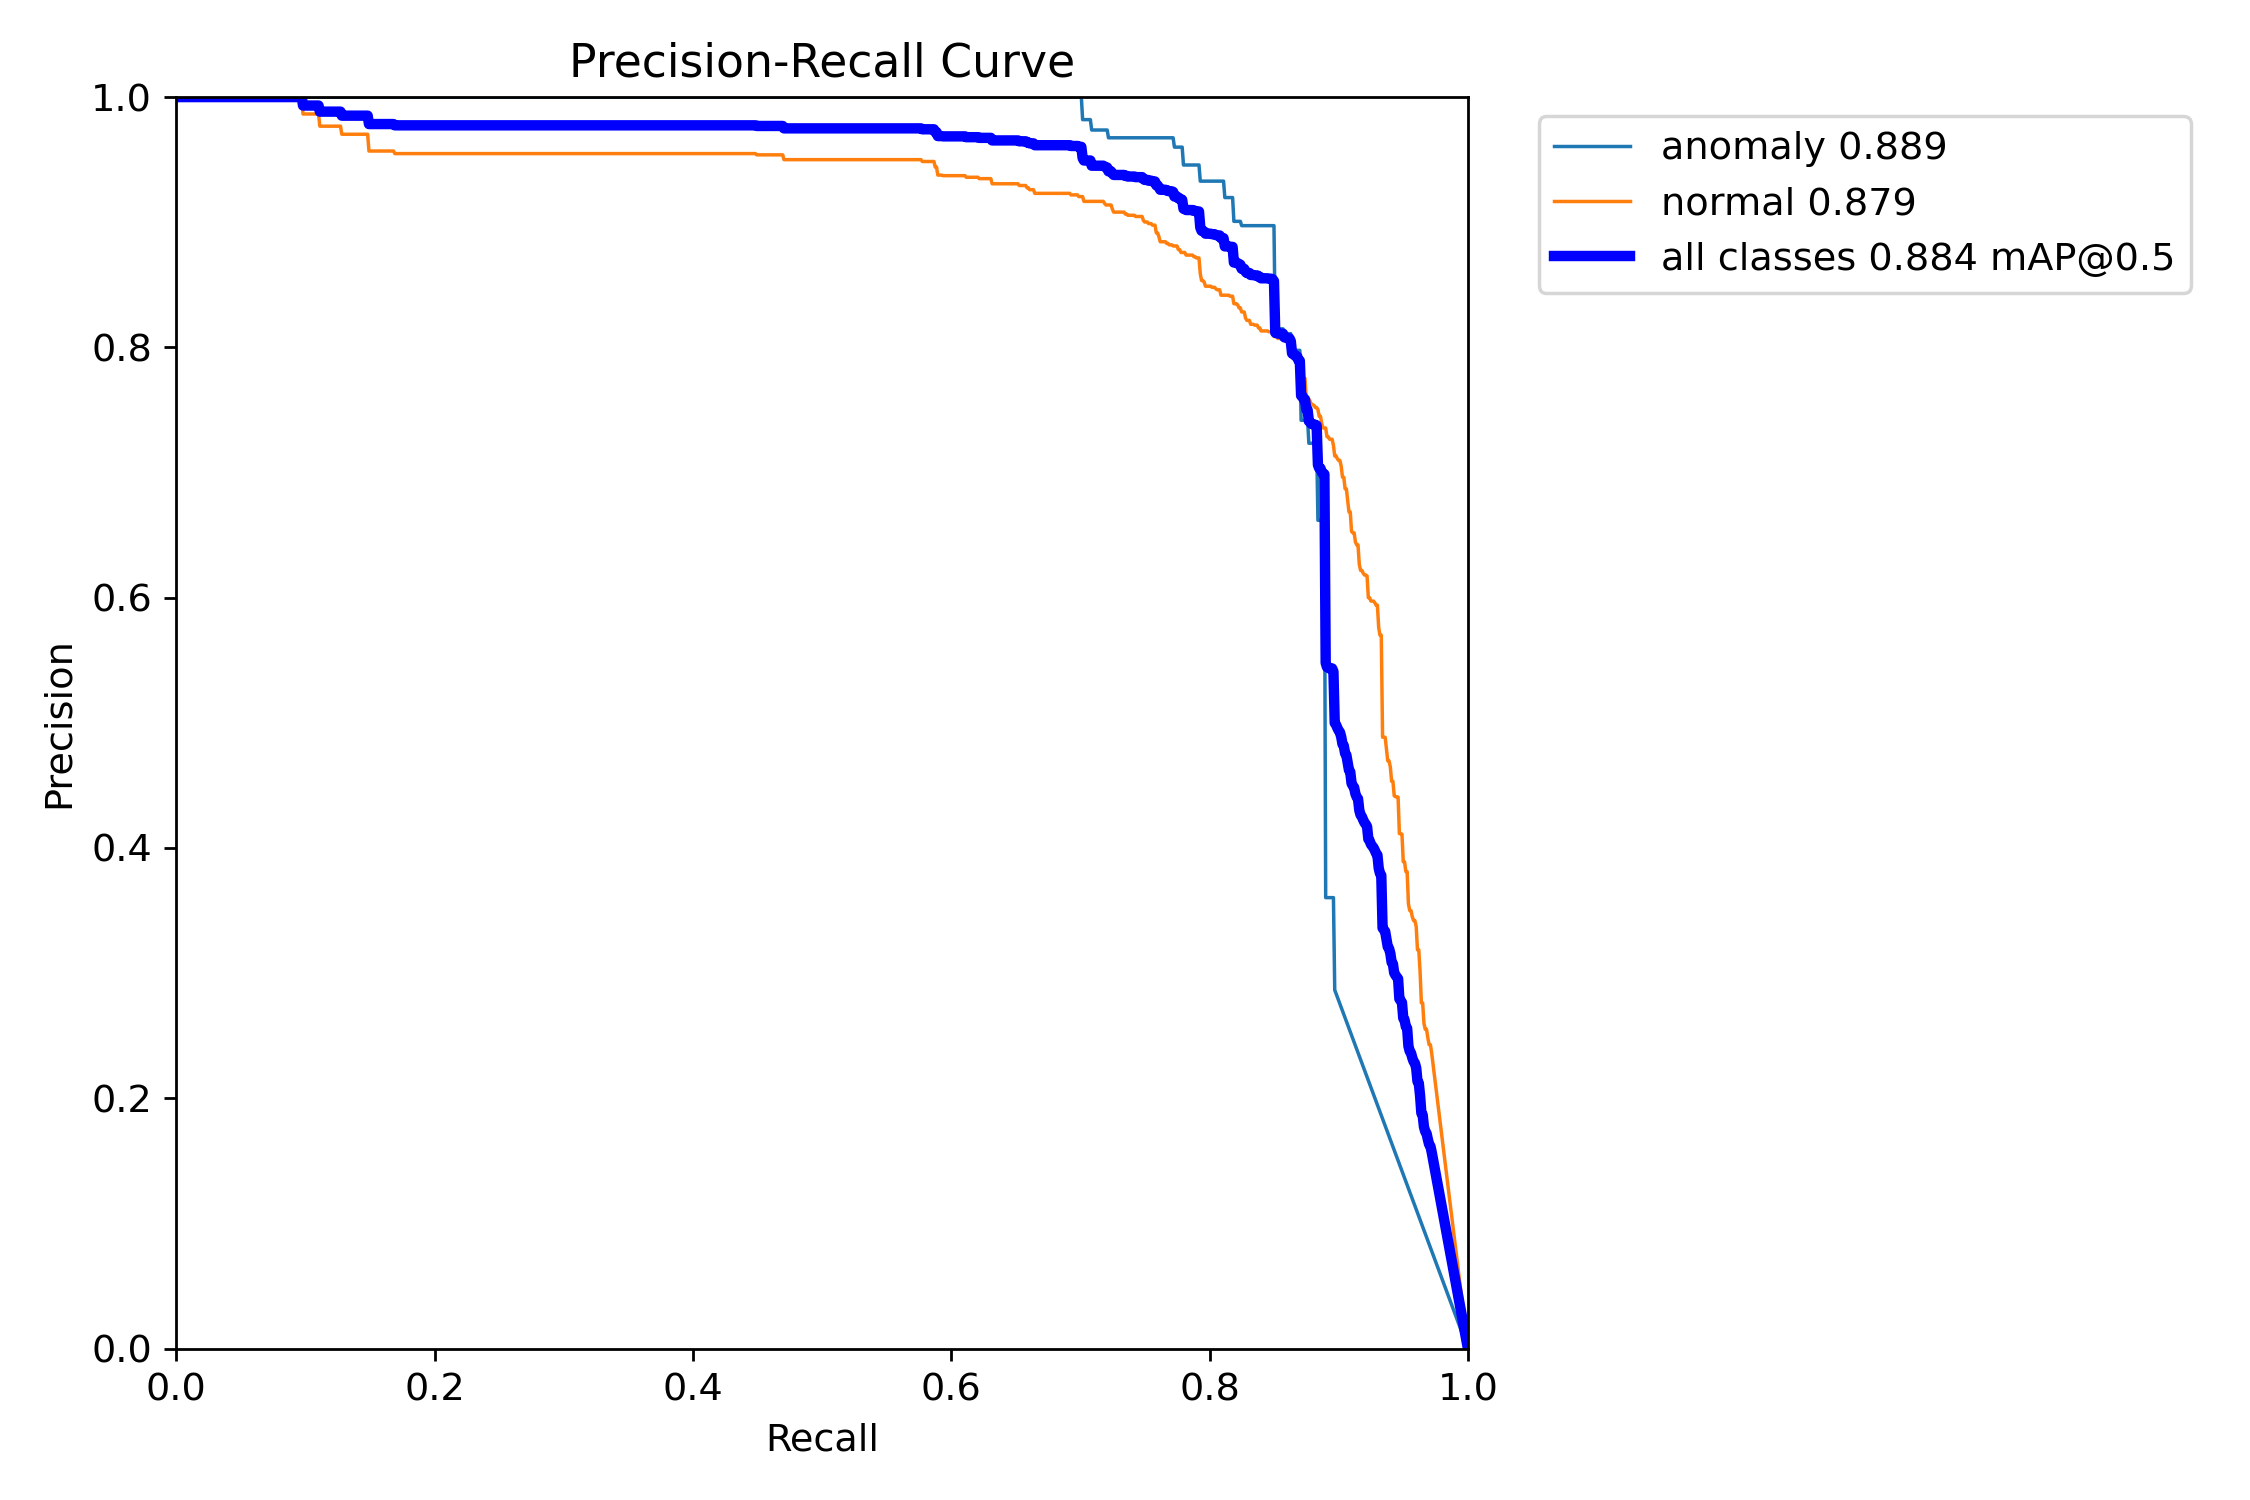 Precision-Recall Curve
1.0
0.8
0.6
0.4
0.2
0.0
Precision
0.0 0.2 0.4 0.6 0.8 1.0
Recall
anomaly 0.889
normal 0.879
all classes 0.884 mAP@0.5